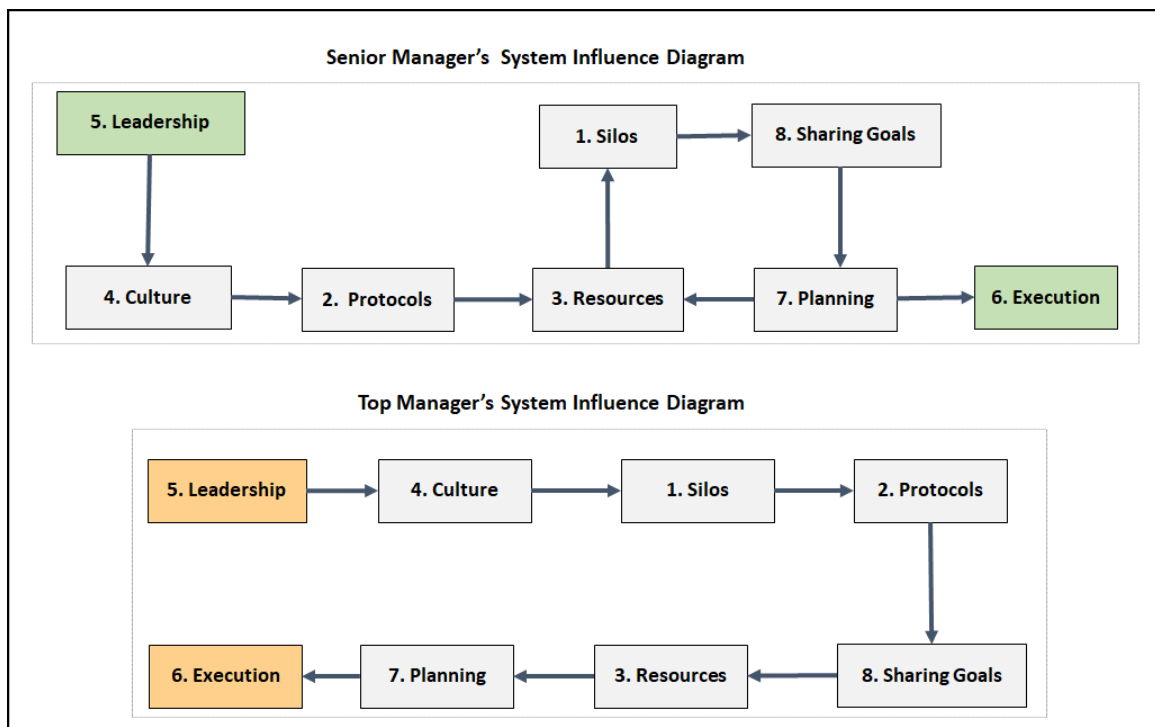 Senior Manager's System Influence Diagram
5. Leadership
1. Silos
8. Sharing Goals
4. Culture
2. Protocols
3. Resources
7. Planning
6. Execution
Top Manager's System Influence Diagram
5. Leadership
4. Culture
1. Silos
2. Protocols
6. Execution
7. Planning
3. Resources
8. Sharing Goals